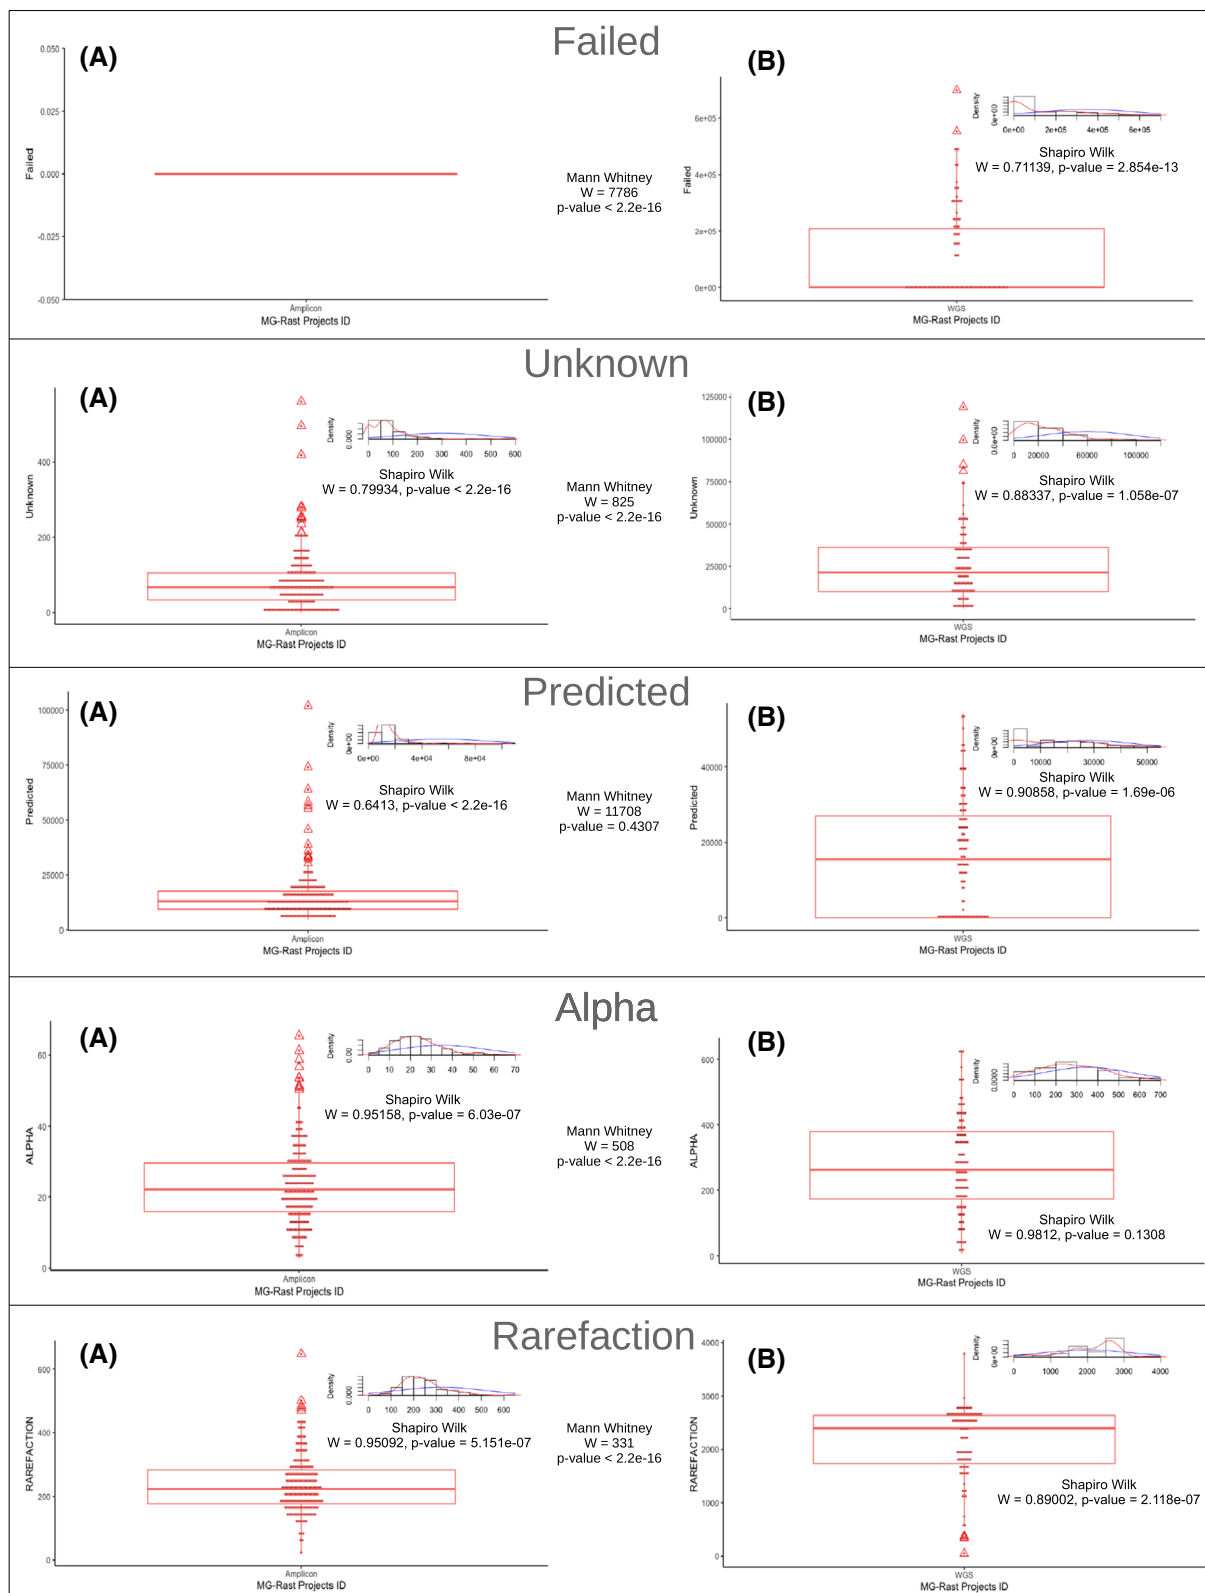 Failed
(A)
0.050
0.025
0.000
-0.025
-0.050
Failed
Amplicon
MG-Rast Projects ID
Mann Whitney
W = 7786
p-value < 2.2e-16
(B)
6e+05
4e+05
2e+05
0e+00
Failed
Density
0e+00
0e+00 2e+05 4e+05 6e+05
Shapiro Wilk
W = 0.71139, p-value = 2.854e-13
WGS
MG-Rast Projects ID
Unknown
(A)
400
200
0
Unknown
Density
0.000
0 100 200 300 400 500 600
Shapiro Wilk
W = 0.79934, p-value < 2.2e-16
Amplicon
MG-Rast Projects ID
Mann Whitney
W = 825
p-value < 2.2e-16
(B)
125000
100000
75000
50000
25000
0
Unknown
Density
0.0e+00
0 20000 60000 100000
Shapiro Wilk
W = 0.88337, p-value = 1.058e-07
WGS
MG-Rast Projects ID
Predicted
(A)
100000
75000
50000
25000
0
Predicted
Density
0e+00
0e+00 4e+04 8e+04
Shapiro Wilk
W = 0.6413, p-value < 2.2e-16
Amplicon
MG-Rast Projects ID
Mann Whitney
W = 11708
p-value = 0.4307
(B)
40000
20000
0
Predicted
Density
0e+00
0 10000 30000 50000
Shapiro Wilk
W = 0.90858, p-value = 1.69e-06
WGS
MG-Rast Projects ID
Alpha
(A)
60
40
20
0
ALPHA
Density
0.00
0 10 20 30 40 50 60 70
Shapiro Wilk
W = 0.95158, p-value = 6.03e-07
Amplicon
MG-Rast Projects ID
Mann Whitney
W = 508
p-value < 2.2e-16
(B)
600
400
200
0
ALPHA
Density
0.0000
0 100 200 300 400 500 600 700
Shapiro Wilk
W = 0.9812, p-value = 0.1308
WGS
MG-Rast Projects ID
Rarefaction
(A)
600
400
200
0
RAREFACTION
Density
0.000
0 100 200 300 400 500 600
Shapiro Wilk
W = 0.95092, p-value = 5.151e-07
Amplicon
MG-Rast Projects ID
Mann Whitney
W = 331
p-value < 2.2e-16
(B)
4000
3000
2000
1000
0
RAREFACTION
Density
0e+00
0 1000 2000 3000 4000
Shapiro Wilk
W = 0.89002, p-value = 2.118e-07
WGS
MG-Rast Projects ID